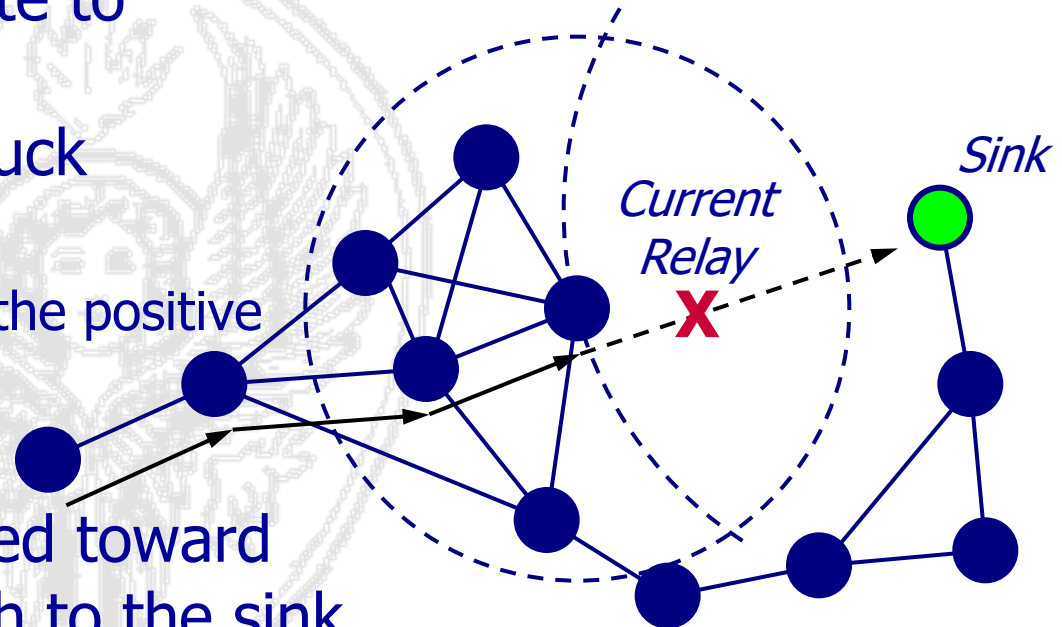 te to
uck
Sink
Current
Relay
X
the positive
ed toward
h to the sink